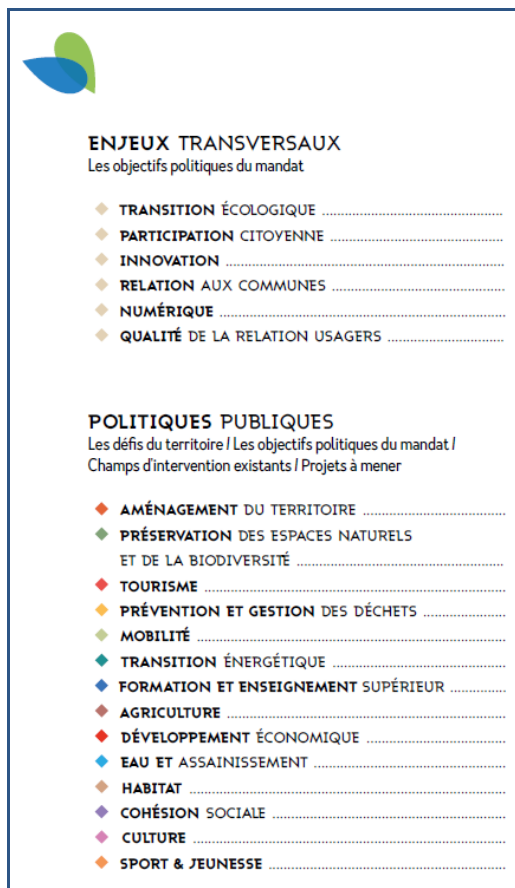 ENJEUX TRANSVERSAUX
Les objectifs politiques du mandat
TRANSITION ÉCOLOGIQUE ............................................................
PARTICIPATION CITOYENNE .........................................................
INNOVATION ............................................................................................
RELATION AUX COMMUNES .........................................................
NUMÉRIQUE ..............................................................................................
QUALITÉ DE LA RELATION USAGERS ......................................
POLITIQUES PUBLIQUES
Les défis du territoire / Les objectifs politiques du mandat /
Champs d'intervention existants / Projets à mener
AMÉNAGEMENT DU TERRITOIRE ...............................................
PRÉSERVATION DES ESPACES NATURELS
ET DE LA BIODIVERSITÉ ....................................................................
TOURISME ...................................................................................................
PRÉVENTION ET GESTION DES DÉCHETS ...........................
MOBILITÉ .....................................................................................................
TRANSITION ÉNERGÉTIQUE .........................................................
FORMATION ET ENSEIGNEMENT SUPÉRIEUR ..................
AGRICULTURE ...........................................................................................
DÉVELOPPEMENT ÉCONOMIQUE .............................................
EAU ET ASSAINISSEMENT ...............................................................
HABITAT ........................................................................................................
COHÉSION SOCIALE .............................................................................
CULTURE .......................................................................................................
SPORT & JEUNESSE ..............................................................................